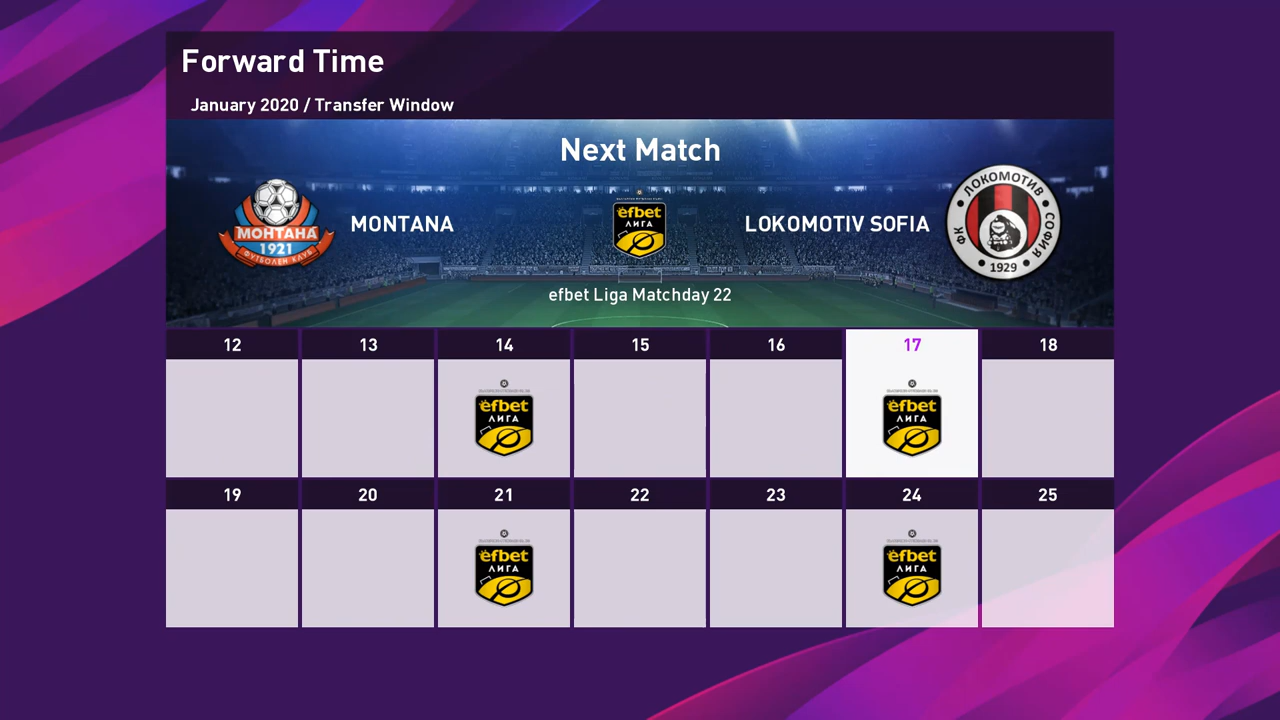 Forward Time
January 2020 / Transfer Window
Next Match
МОНТАНА
1921
ФУТБОЛЕН КЛУБ
MONTANA
efbet
ЛИГА
LOKOMOTIV SOFIA
ЛОКОМОТИВ
ФК
СОФИЯ
1929
efbet Liga Matchday 22
12 13 14 15 16 17 18
efbet
ЛИГА
efbet
ЛИГА
19 20 21 22 23 24 25
efbet
ЛИГА
efbet
ЛИГА